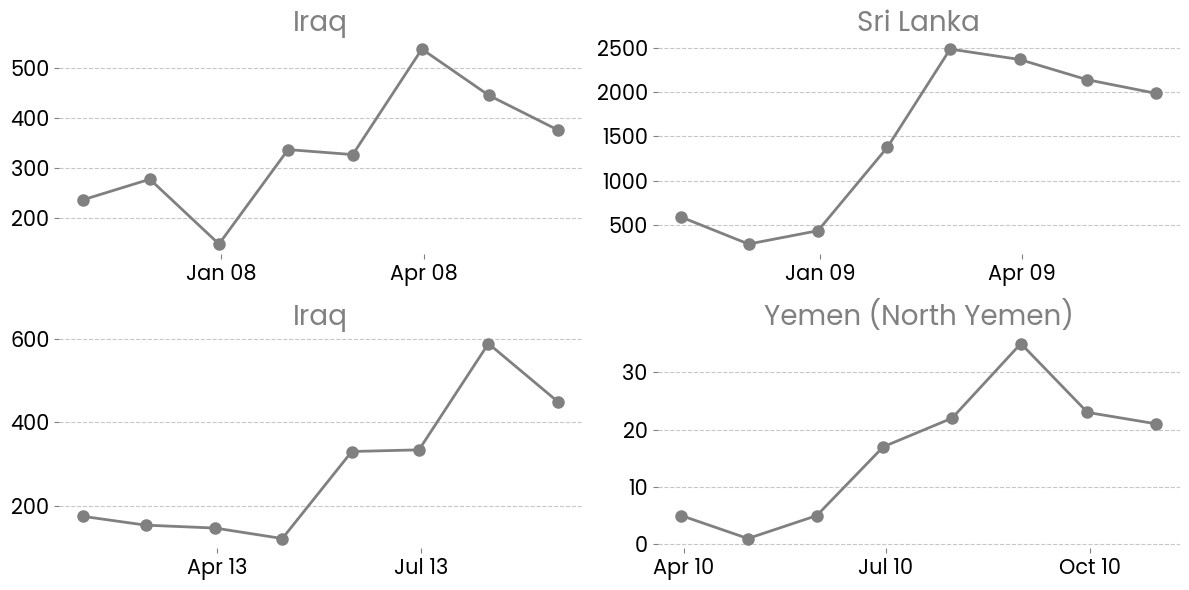 Iraq
500
400
300
200
Jan 08
Apr 08
Sri Lanka
2500
2000
1500
1000
500
Jan 09
Apr 09
Iraq
600
400
200
Apr 13
Jul 13
Yemen (North Yemen)
30
20
10
0
Apr 10
Jul 10
Oct 10